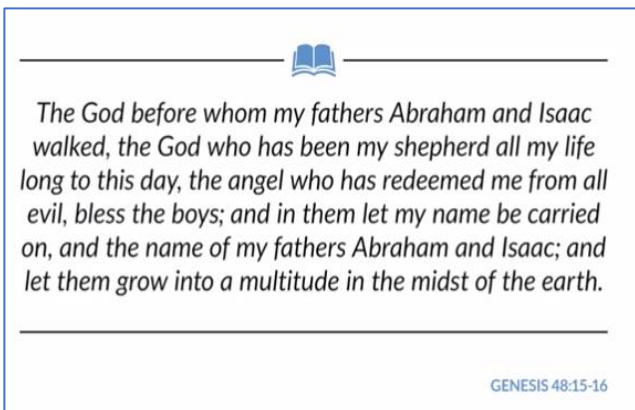 The God before whom my fathers Abraham and Isaac
walked, the God who has been my shepherd all my life
long to this day, the angel who has redeemed me from all
evil, bless the boys; and in them let my name be carried
on, and the name of my fathers Abraham and Isaac; and
let them grow into a multitude in the midst of the earth.
GENESIS 48:15-16